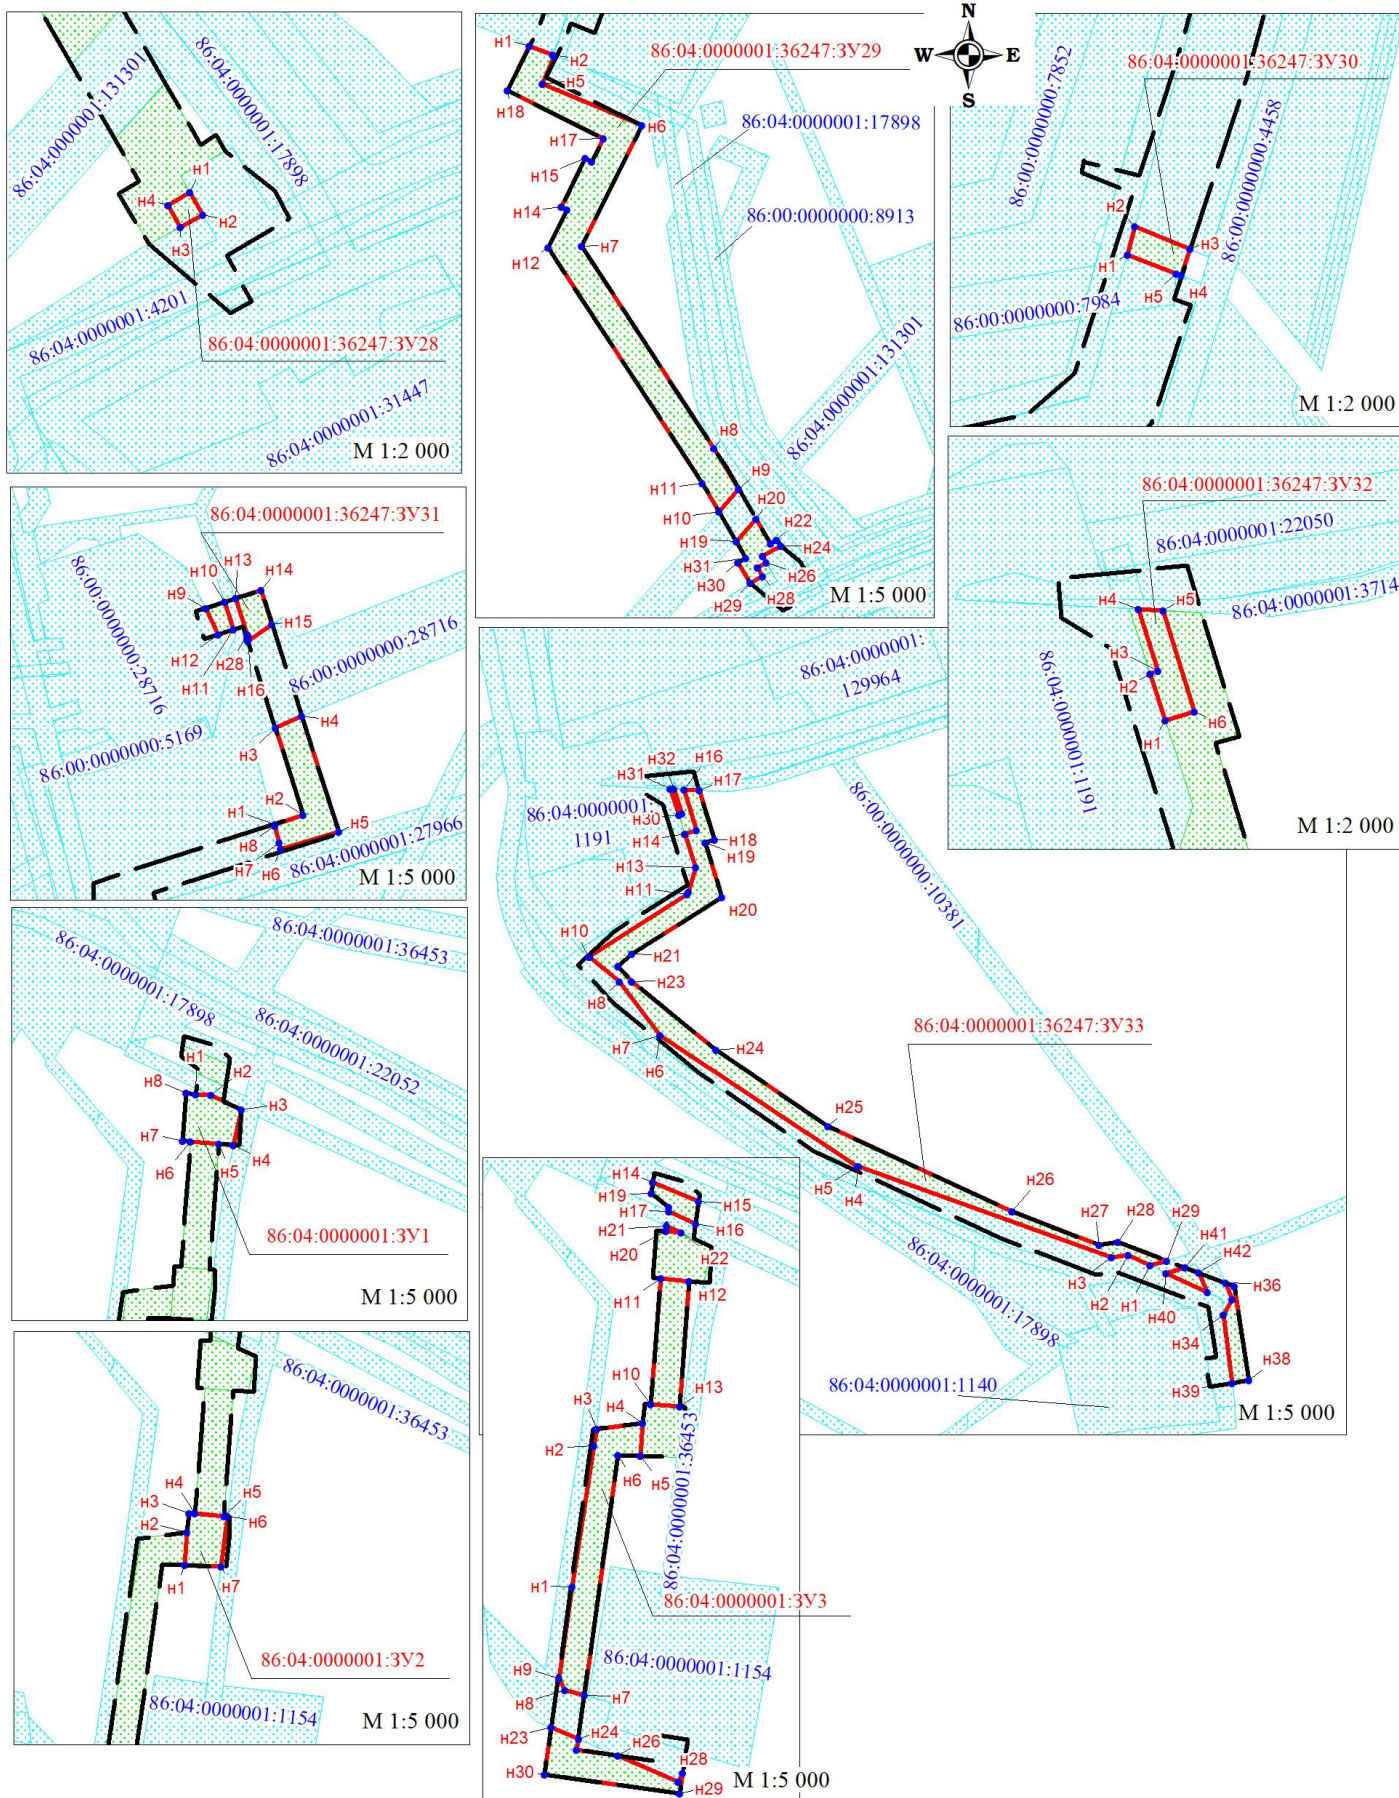 86:04:0000001:131301
86:04:0000001:17898
н1
н4
н2
н3
86:04:0000001:4201
86:04:0000001:36247:ЗУ28
86:04:0000001:31447
М 1:2 000
н1
н2
86:04:0000001:36247:ЗУ29
н5
н18
н6
н17
86:04:0000001:17898
н15
н14
86:00:0000000:8913
н12
н7
86:04:0000001:131301
н8
н11
н9
н10
н20
н22
н19
н24
н31
н26
н30
н28
н29
М 1:5 000
N
W
E
S
86:00:0000000:7852
86:04:0000001:36247:ЗУ30
86:00:0000000:4458
н2
н3
н1
н5
н4
86:00:0000000:7984
М 1:2 000
86:04:0000001:36247:ЗУ31
н13
н10
н14
н9
н15
н12
н28
н11
н16
86:00:0000000:28716
86:00:0000000:28716
н4
н3
86:00:0000000:5169
н2
н1
н5
н8
н7
н6
86:04:0000001:27966
М 1:5 000
86:04:0000001:36247:ЗУ32
86:04:0000001:22050
86:04:0000001:3714
н4
н5
н3
н2
н6
н1
86:04:0000001:1191
М 1:2 000
86:04:0000001:
129964
н32
н16
н31
н17
86:04:0000001:
1191
н30
н14
н18
н19
н13
н11
н20
86:00:0000000:10381
н10
н21
н8
н23
86:04:0000001:36247:ЗУ33
н7
н6
н24
н25
н5
н4
н26
н27
н28
н29
н41
н42
н3
н36
н2
н1
н40
н34
86:04:0000001:17898
н38
86:04:0000001:1140
н39
М 1:5 000
86:04:0000001:36453
86:04:0000001:17898
86:04:0000001:22052
н1
н8
н2
н3
н7
н6
н5
н4
86:04:0000001:ЗУ1
М 1:5 000
86:04:0000001:36453
н4
н3
н5
н2
н6
н1
н7
86:04:0000001:ЗУ2
86:04:0000001:1154
М 1:5 000
н14
н19
н15
н17
н16
н21
н20
н22
н11
н12
н10
н13
н3
н4
н2
н6
н5
86:04:0000001:36453
н1
86:04:0000001:ЗУ3
86:04:0000001:1154
н9
н8
н7
н23
н24
н26
н28
н30
н29
М 1:5 000